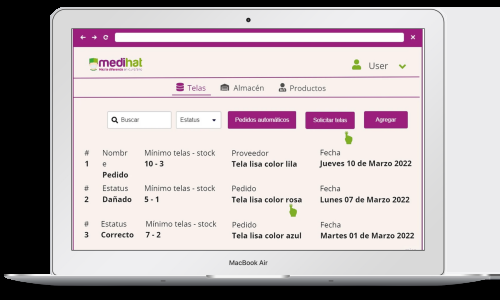 medihat
User
Telas Almacén Productos
Buscar Estatus Pedidos automáticos Solicitar telas Agregar
# Nombre Mínimo telas - stock Proveedor Fecha
1 Pedido 10 - 3 Tela lisa color lila Jueves 10 de Marzo 2022
# Estatus Mínimo telas - stock Pedido Fecha
2 Dañado 5 - 1 Tela lisa color rosa Lunes 07 de Marzo 2022
# Estatus Mínimo telas - stock Pedido Fecha
3 Correcto 7 - 2 Tela lisa color azul Martes 01 de Marzo 2022
MacBook Air